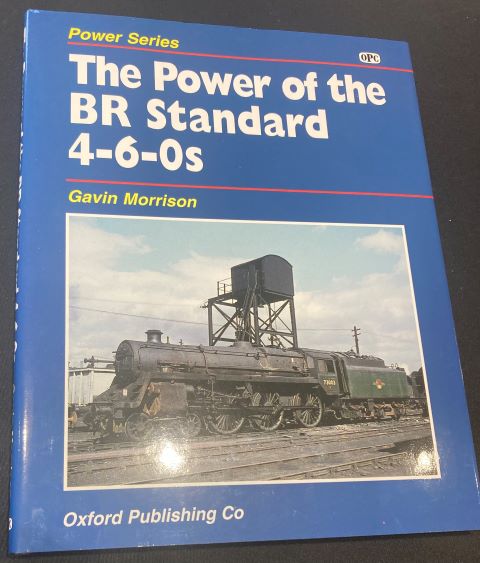 Power Series
OPC
The Power of the
BR Standard
4-6-0s
Gavin Morrison
Oxford Publishing Co